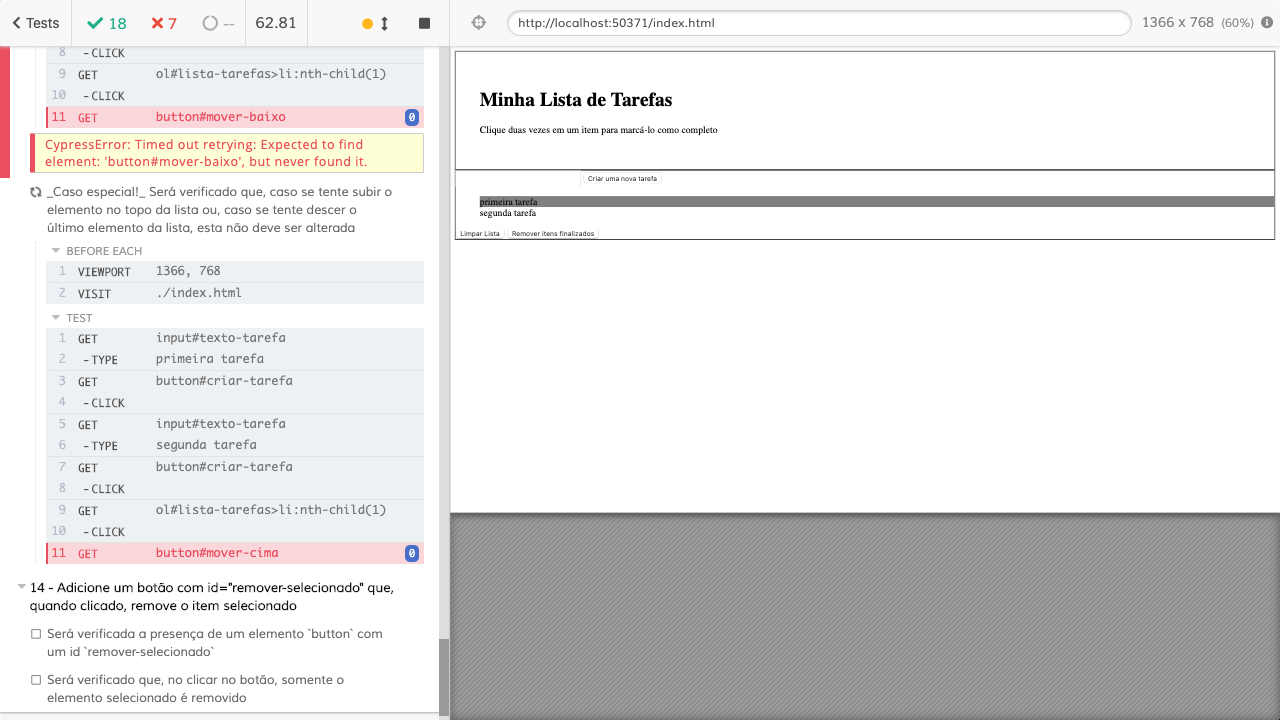 Tests
18
7
--
62.81
http://localhost:50371/index.html
1366 x 768 (60%)
8 - CLICK
9 GET ol#lista-tarefas>li:nth-child(1)
10 - CLICK
11 GET button#mover-baixo 0
CypressError: Timed out retrying: Expected to find
element: 'button#mover-baixo', but never found it.
_Caso especial!_ Será verificado que, caso se tente subir o
elemento no topo da lista ou, caso se tente descer o
último elemento da lista, esta não deve ser alterada
BEFORE EACH
1 VIEWPORT 1366, 768
2 VISIT ./index.html
TEST
1 GET input#texto-tarefa
2 - TYPE primeira tarefa
3 GET button#criar-tarefa
4 - CLICK
5 GET input#texto-tarefa
6 - TYPE segunda tarefa
7 GET button#criar-tarefa
8 - CLICK
9 GET ol#lista-tarefas>li:nth-child(1)
10 - CLICK
11 GET button#mover-cima 0
14 - Adicione um botão com id="remover-selecionado" que,
quando clicado, remove o item selecionado
Será verificada a presença de um elemento `button` com
um id `remover-selecionado`
Será verificado que, no clicar no botão, somente o
elemento selecionado é removido
Minha Lista de Tarefas
Clique duas vezes em um item para marcá-lo como completo
Criar uma nova tarefa
primeira tarefa
segunda tarefa
Limpar Lista
Remover itens finalizados